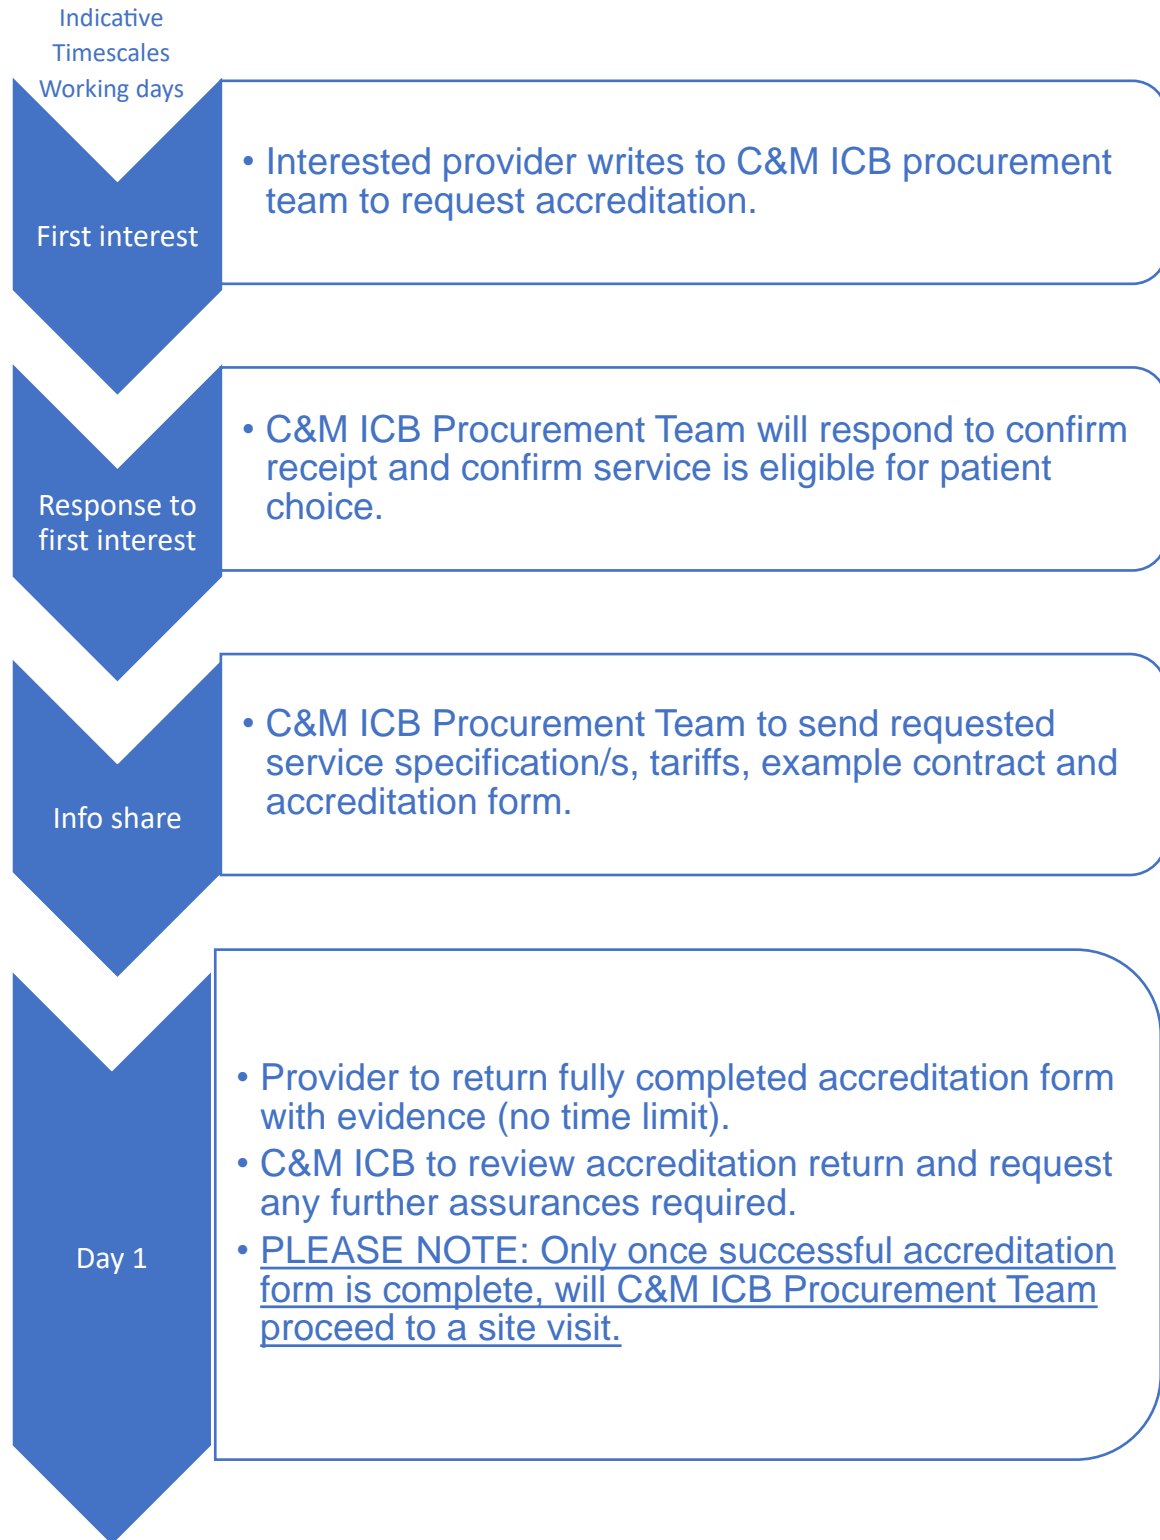 Indicative
Timescales
Working days
First interest
• Interested provider writes to C&M ICB procurement
team to request accreditation.
Response to
first interest
• C&M ICB Procurement Team will respond to confirm
receipt and confirm service is eligible for patient
choice.
Info share
• C&M ICB Procurement Team to send requested
service specification/s, tariffs, example contract and
accreditation form.
Day 1
• Provider to return fully completed accreditation form
with evidence (no time limit).
• C&M ICB to review accreditation return and request
any further assurances required.
• PLEASE NOTE: Only once successful accreditation
form is complete, will C&M ICB Procurement Team
proceed to a site visit.